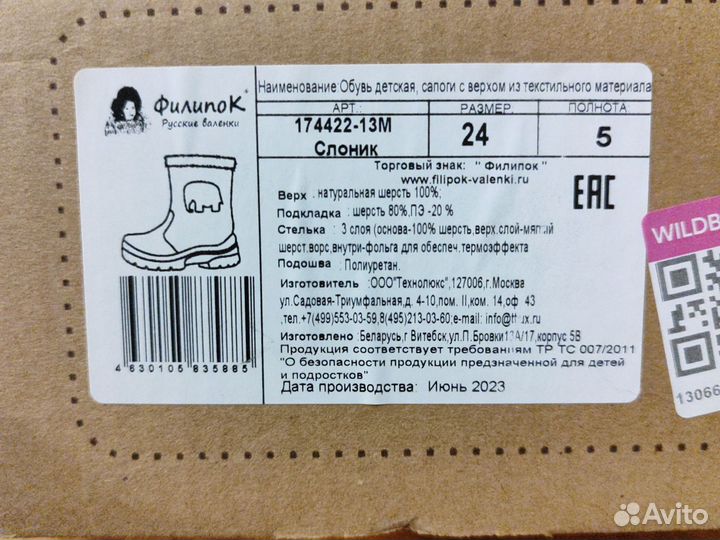 Филипок
Русские валенки
Наименование:Обувь детская, сапоги с верхом из текстильного материала
АРТ.:
РАЗМЕР.
ПОЛНОТА
174422-13М
Слоник
24
5
Торговый знак: " Филипок "
www.filipok-valenki.ru
EAC
Верх . натуральная шерсть 100%;
Подкладка : шерсть 80%,ПЭ -20 %
Стелька : 3 слоя (основа-100% шерсть,верх.слой-мягкий
шерст.ворс,внутри-фольга для обеспеч.термоэффекта
Подошва : Полиуретан.
Изготовитель :ООО"Технолюкс",127006,г.Москва
ул.Садовая-Триумфальная,д. 4-10,пом. II,ком. 14,оф 43
тел.+7(499)553-03-59,8(495)213-03-60;e-mail:
Изготовлено :Беларусь,г Витебск,ул.П.Бровки /17,корпус 5В
Продукция соответствует требованиям ТР ТС 007/2011
"О безопасности продукции предназначенной для детей
и подростков"
Дата производства: Июнь 2023
4630105835885
WILDB
13066
Avito